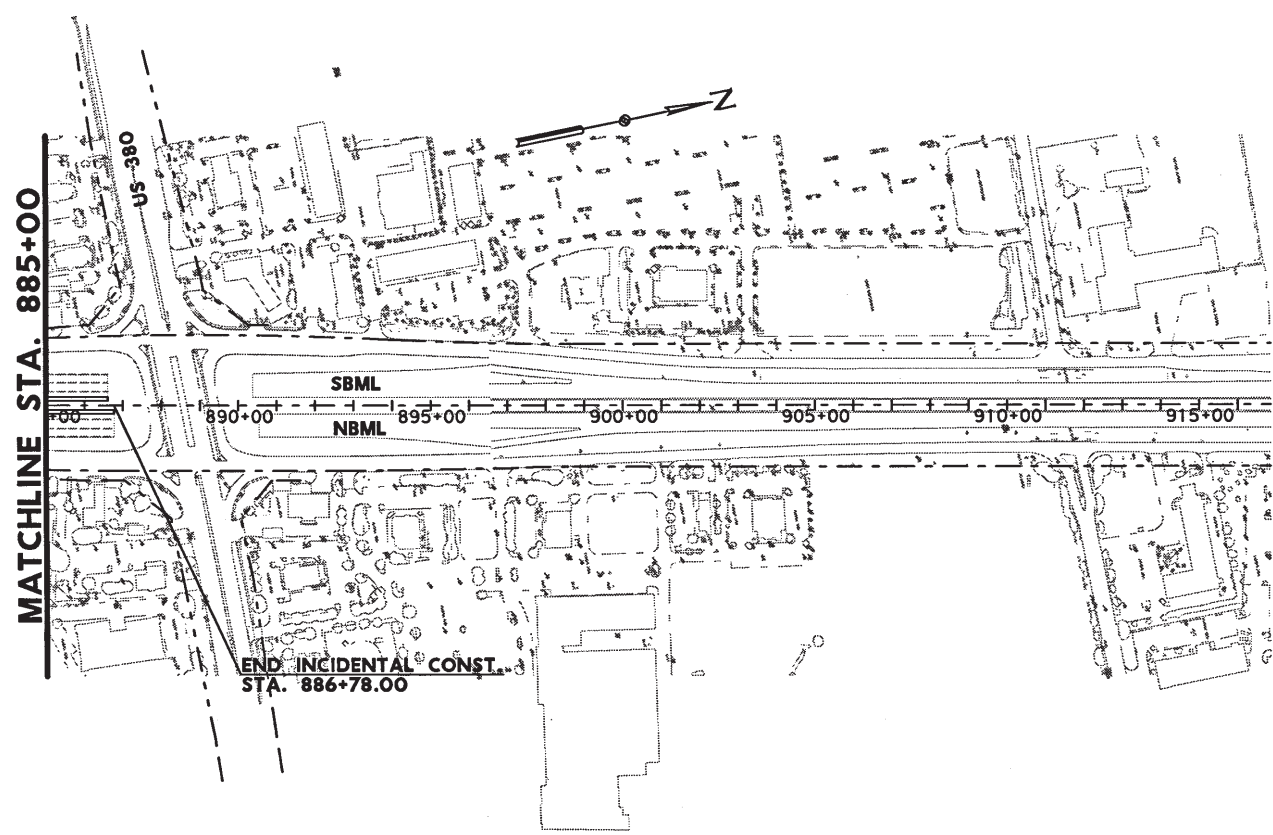 N
US-380
MATCHLINE STA. 885+00
SBML
+00 890+00 895+00 900+00 905+00 910+00 915+00
NBML
END INCIDENTAL CONST.
STA. 886+78.00